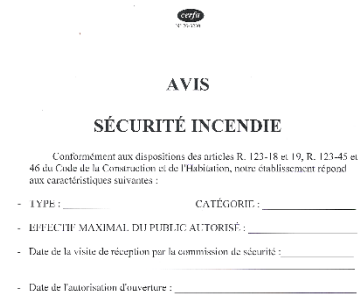 cerfa
AVIS
SÉCURITÉ INCENDIE
Conformément aux dispositions des articles R. 123-18 et 19, R. 123-45 et
46 du Code de la Construction et de l'Habitation, notre établissement répond
aux caractéristiques suivantes :
- TYPE : CATÉGORIE :
- EFFECTIF MAXIMAL DU PUBLIC AUTORISÉ :
- Date de la visite de réception par la commission de sécurité :
- Date de l'autorisation d'ouverture :